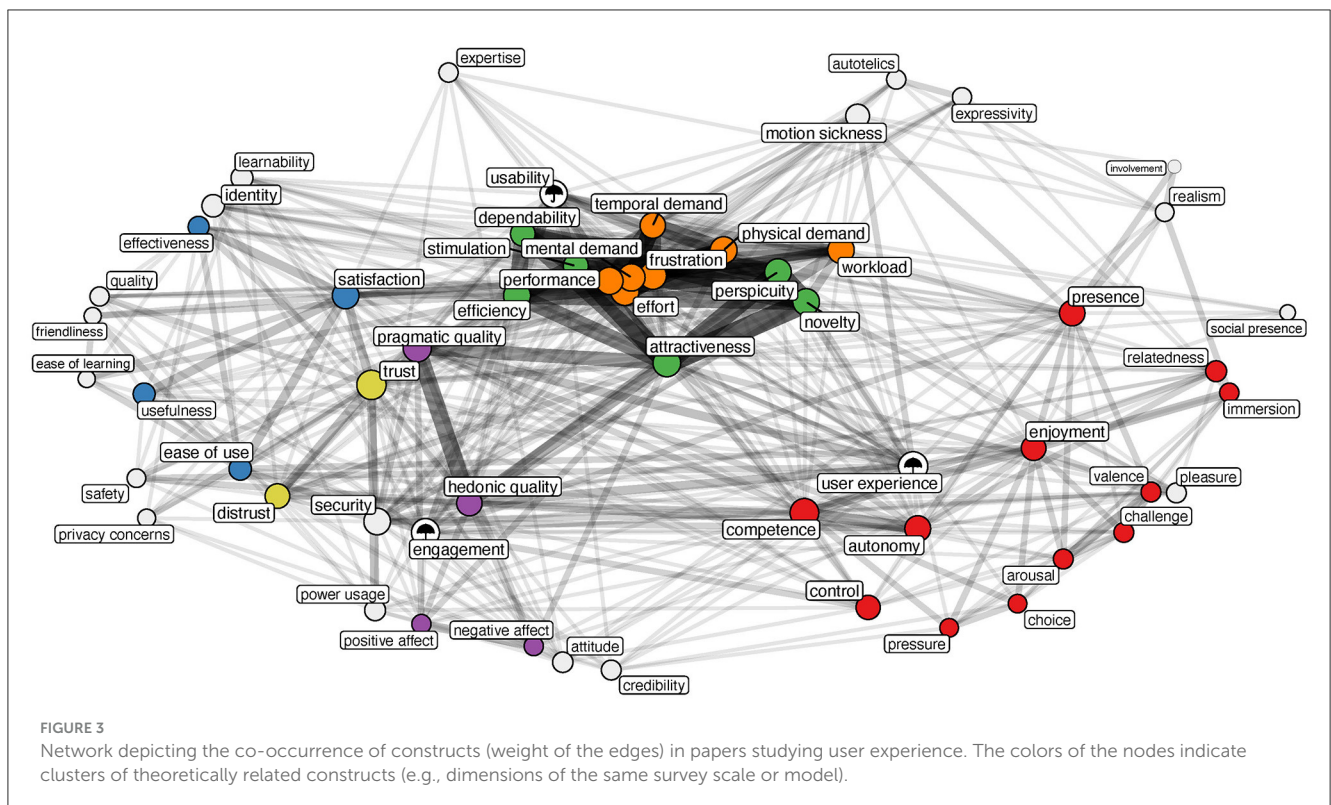 expertise
autotelics
expressivity
motion sickness
involvement
learnability
realism
usability
identity
temporal demand
dependability
physical demand
effectiveness
stimulation
mental demand
frustration
workload
satisfaction
performance
quality
perspicuity
presence
efficiency
effort
novelty
social presence
friendliness
pragmatic quality
attractiveness
relatedness
ease of learning
trust
usefulness
immersion
enjoyment
ease of use
valence
pleasure
user experience
hedonic quality
safety
security
distrust
challenge
competence
privacy concerns
engagement
autonomy
arousal
control
power usage
choice
negative affect
positive affect
attitude
pressure
credibility
FIGURE 3
Network depicting the co-occurrence of constructs (weight of the edges) in papers studying user experience. The colors of the nodes indicate
clusters of theoretically related constructs (e.g., dimensions of the same survey scale or model).